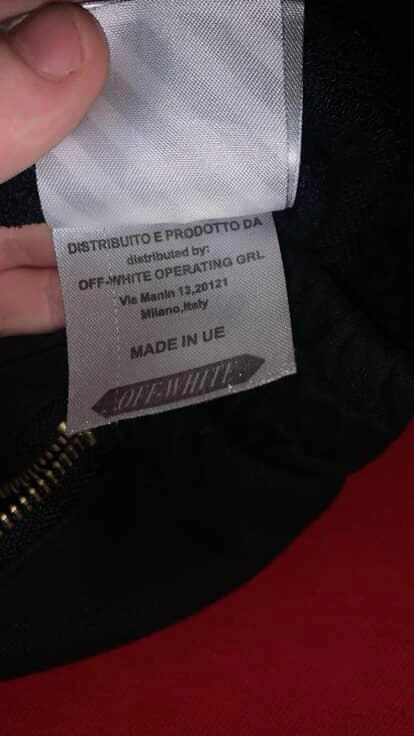 DISTRIBUITO E PRODOTTO DA
distributed by:
OFF-WHITE OPERATING GRL
Via Manin 13,20121
Milano,Italy
MADE IN UE
OFF-WHITE